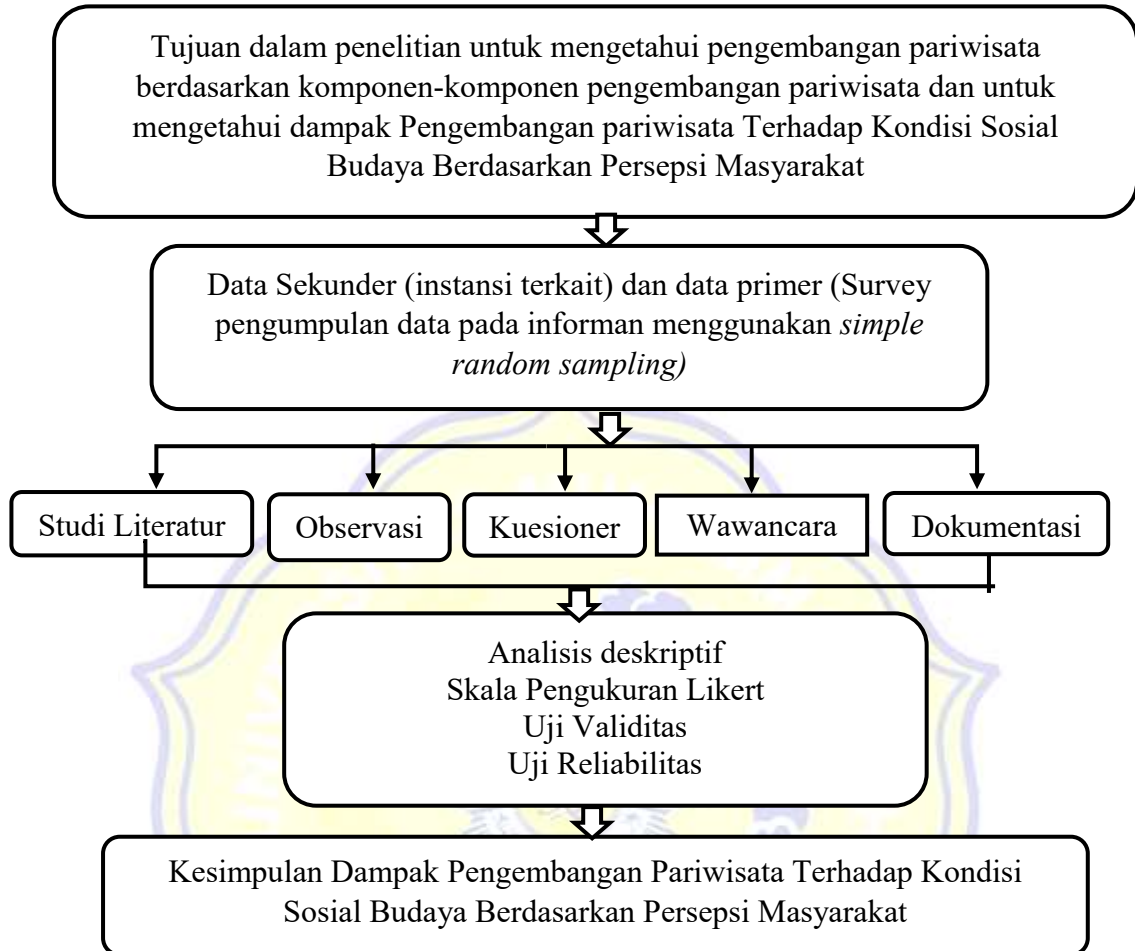 Tujuan dalam penelitian untuk mengetahui pengembangan pariwisata
berdasarkan komponen-komponen pengembangan pariwisata dan untuk
mengetahui dampak Pengembangan pariwisata Terhadap Kondisi Sosial
Budaya Berdasarkan Persepsi Masyarakat
Data Sekunder (instansi terkait) dan data primer (Survey
pengumpulan data pada informan menggunakan simple
random sampling)
Studi Literatur
Observasi
Kuesioner
Wawancara
Dokumentasi
Analisis deskriptif
Skala Pengukuran Likert
Uji Validitas
Uji Reliabilitas
Kesimpulan Dampak Pengembangan Pariwisata Terhadap Kondisi
Sosial Budaya Berdasarkan Persepsi Masyarakat